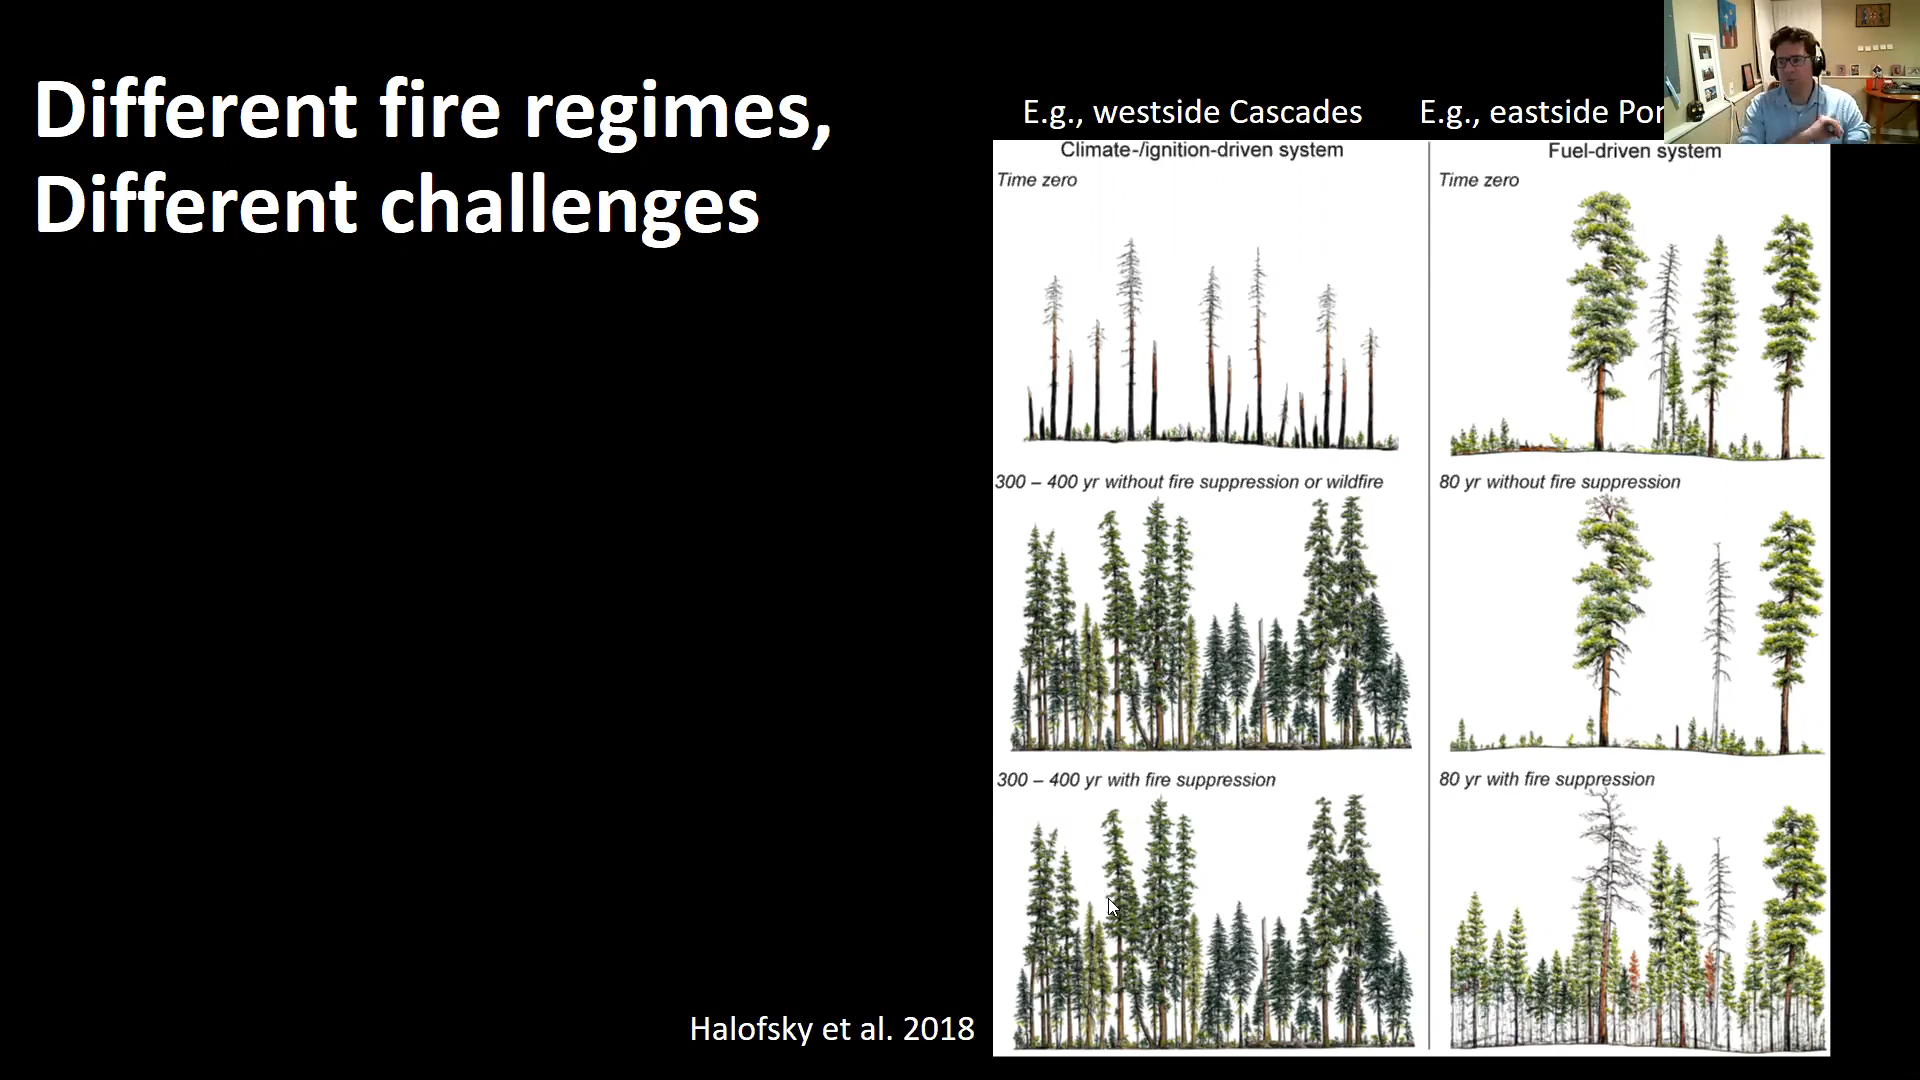 Different fire regimes,
Different challenges
E.g., westside Cascades
E.g., eastside
Climate-/ignition-driven system
Time zero
300 – 400 yr without fire suppression or wildfire
300 – 400 yr with fire suppression
Fuel-driven system
Time zero
80 yr without fire suppression
80 yr with fire suppression
Halofsky et al. 2018